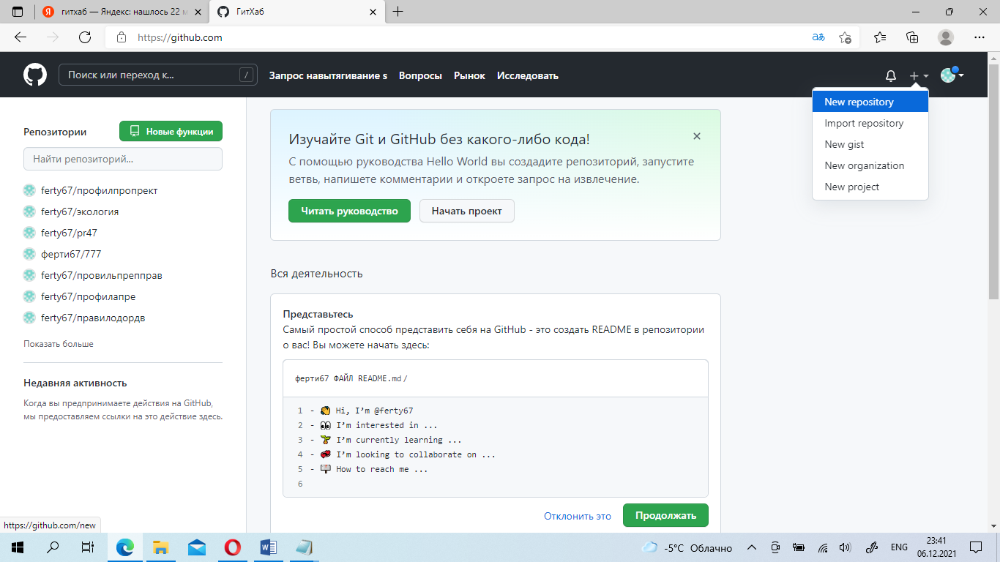 гитхаб — Яндекс: нашлось 22 м
ГитХаб
https://github.com
Поиск или переход к... /
Запрос навытягивание s Вопросы Рынок Исследовать
New repository
Import repository
New gist
New organization
New project
Репозитории
Новые функции
Найти репозиторий...
ferty67/профилпропрект
ferty67/экология
ferty67/pr47
ферти67/777
ferty67/провильпрепправ
ferty67/профилапре
ferty67/правилодордв
Показать больше
Недавняя активность
Когда вы предпринимаете действия на GitHub,
мы предоставляем ссылки на это действие здесь.
Изучайте Git и GitHub без какого-либо кода!
С помощью руководства Hello World вы создадите репозиторий, запустите
ветвь, напишете комментарии и откроете запрос на извлечение.
Читать руководство
Начать проект
Вся деятельность
Представьтесь
Самый простой способ представить себя на GitHub - это создать README в репозитории
о вас! Вы можете начать здесь:
ферти67 ФАЙЛ README.md /
1 - 👋 Hi, I’m @ferty67
2 - 👀 I’m interested in ...
3 - 🌱 I’m currently learning ...
4 - 💞️ I’m looking to collaborate on ...
5 - 📫 How to reach me ...
6
Отклонить это
Продолжать
https://github.com/new
-5°C Облачно
ENG
23:41
06.12.2021